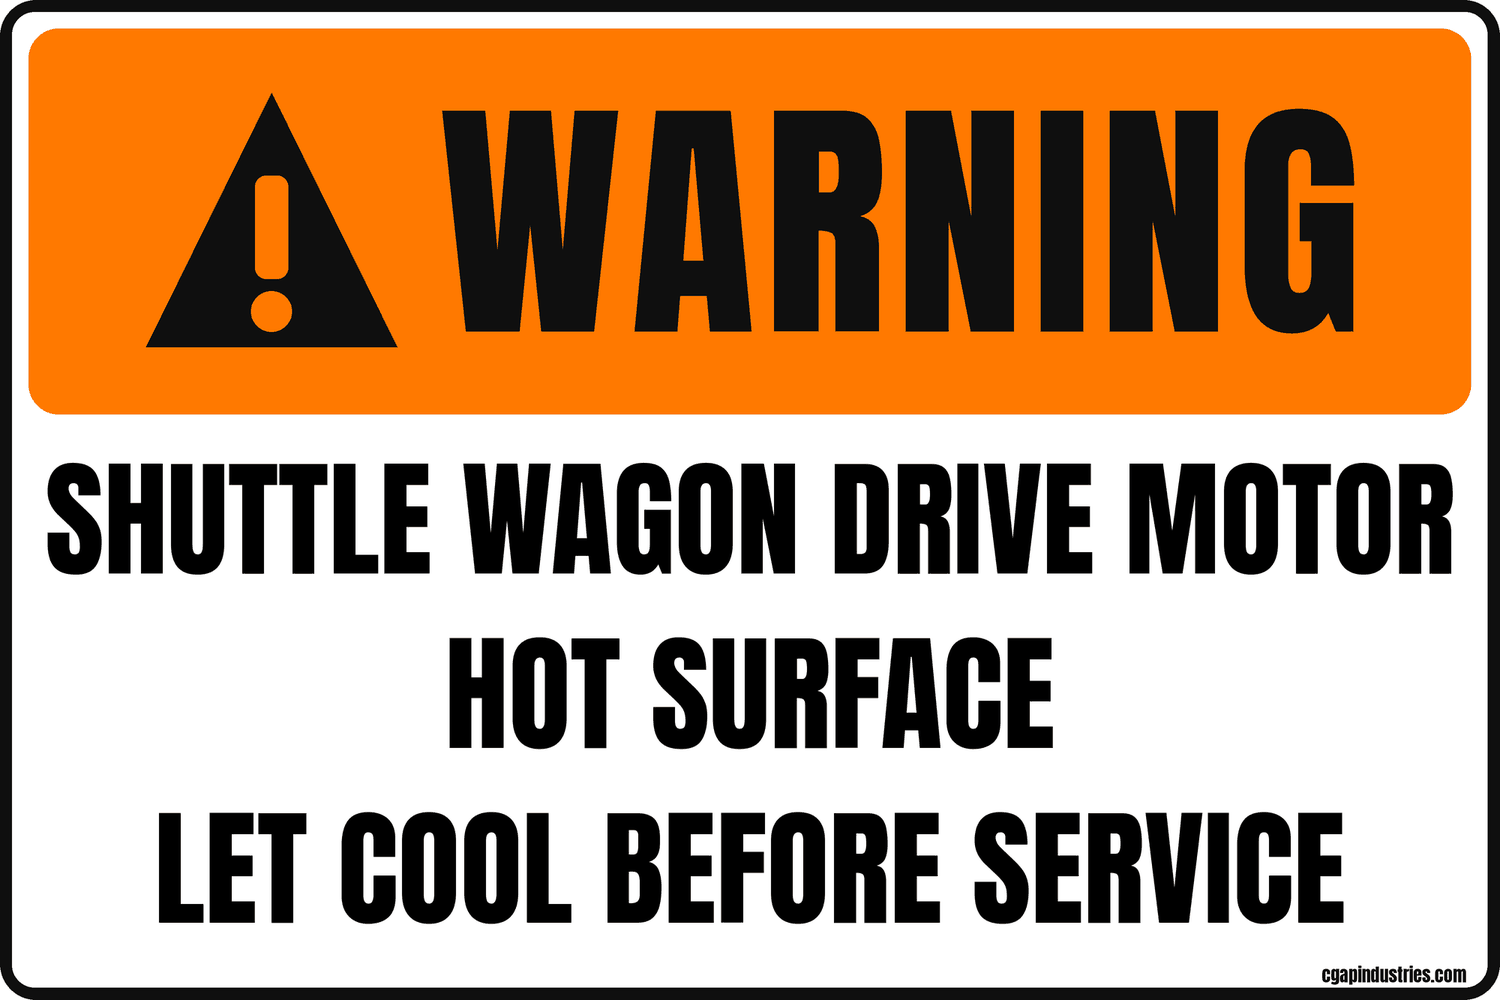 WARNING
SHUTTLE WAGON DRIVE MOTOR
HOT SURFACE
LET COOL BEFORE SERVICE
cgapindustries.com